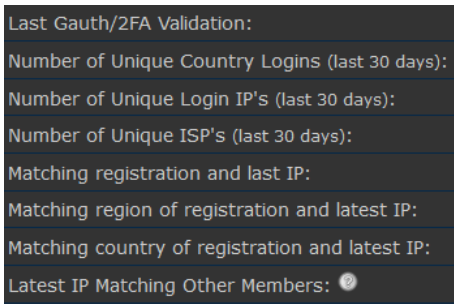 Last Gauth/2FA Validation:
Number of Unique Country Logins (last 30 days):
Number of Unique Login IP's (last 30 days):
Number of Unique ISP's (last 30 days):
Matching registration and last IP:
Matching region of registration and latest IP:
Matching country of registration and latest IP:
Latest IP Matching Other Members: ?